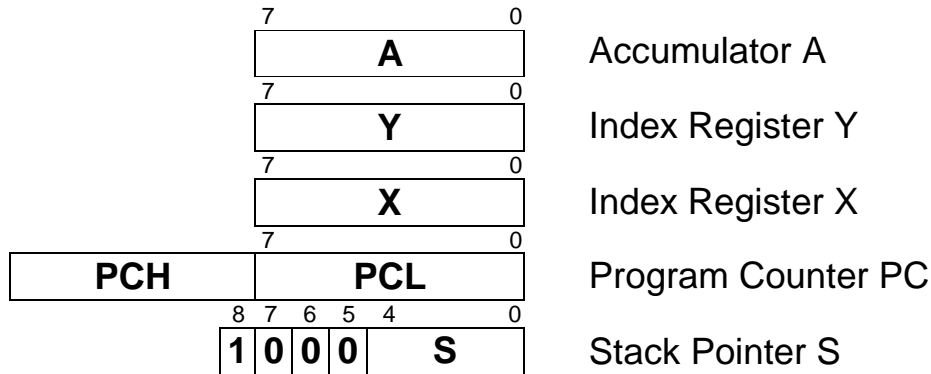 7 0
A Accumulator A
7 0
Y Index Register Y
7 0
X Index Register X
7 0
PCH PCL Program Counter PC
8 7 6 5 4 0
1 0 0 0 S Stack Pointer S